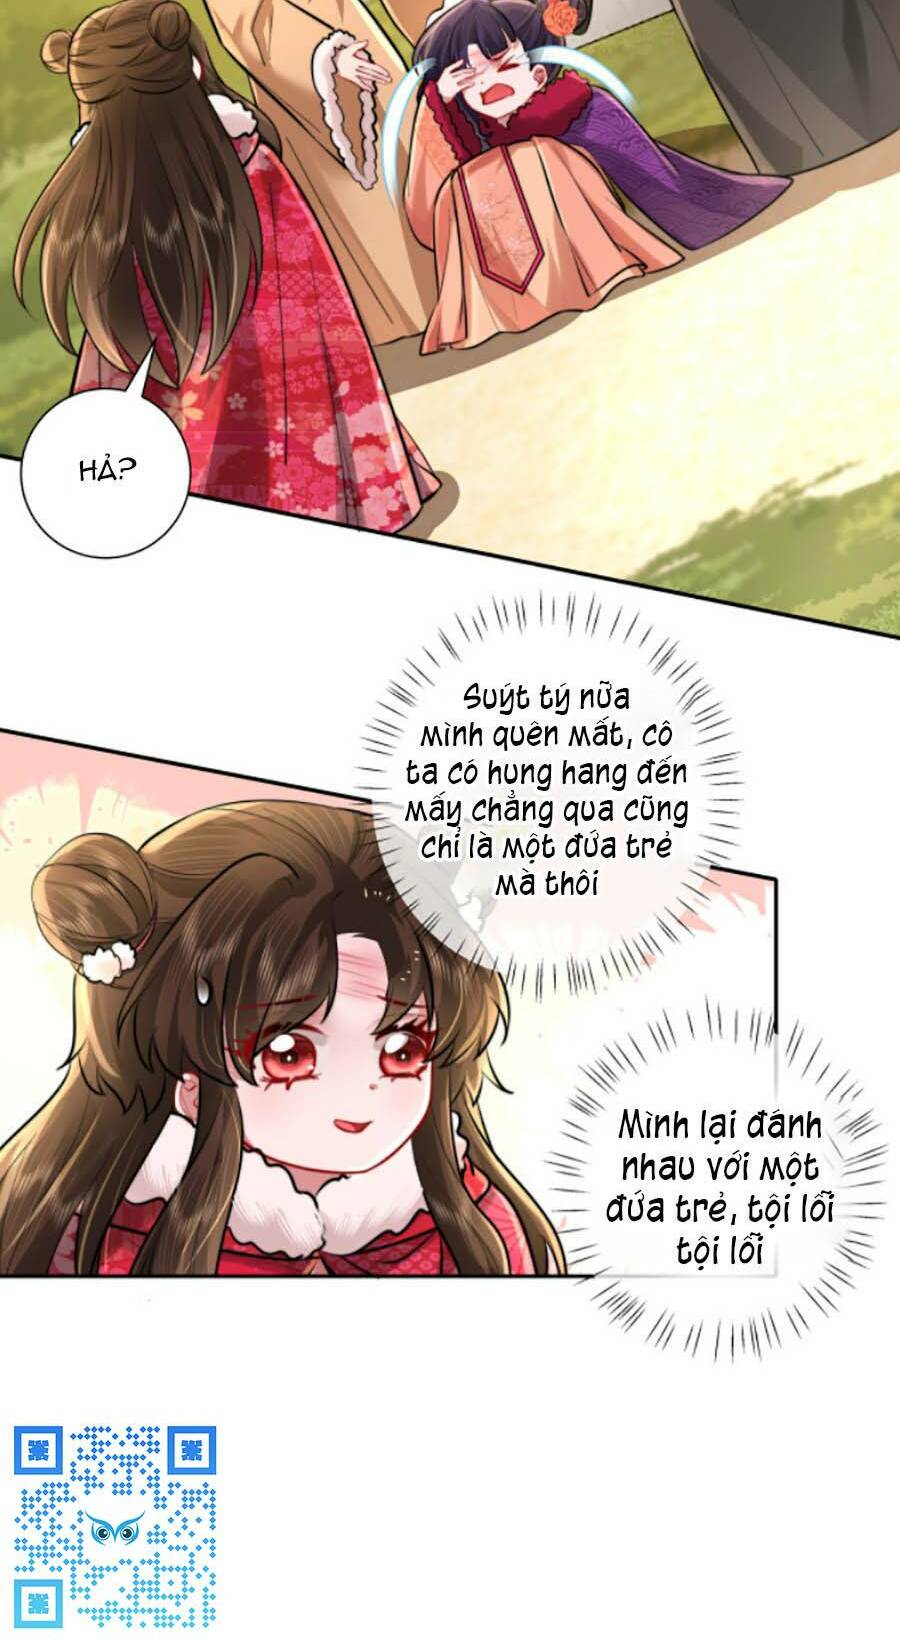 HẢ?
Suýt tý nữa
mình quên mất, cô
ta có hung hang đến
mấy chẳng qua cũng
chỉ là một đứa trẻ
mà thôi
Mình lại đánh
nhau với một
đứa trẻ, tội lỗi
tội lỗi